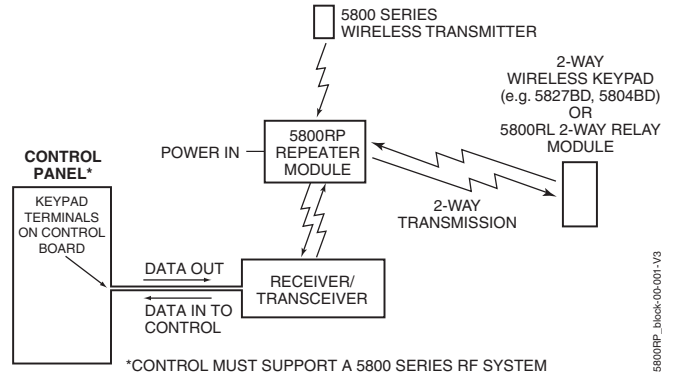 5800 SERIES
WIRELESS TRANSMITTER
2-WAY
WIRELESS KEYPAD
(e.g. 5827BD, 5804BD)
OR
5800RL 2-WAY RELAY
MODULE
POWER IN
5800RP
REPEATER
MODULE
2-WAY
TRANSMISSION
CONTROL
PANEL*
KEYPAD
TERMINALS
ON CONTROL
BOARD
DATA OUT
DATA IN TO
CONTROL
RECEIVER/
TRANSCEIVER
*CONTROL MUST SUPPORT A 5800 SERIES RF SYSTEM
5800RP_block-00-001-V3